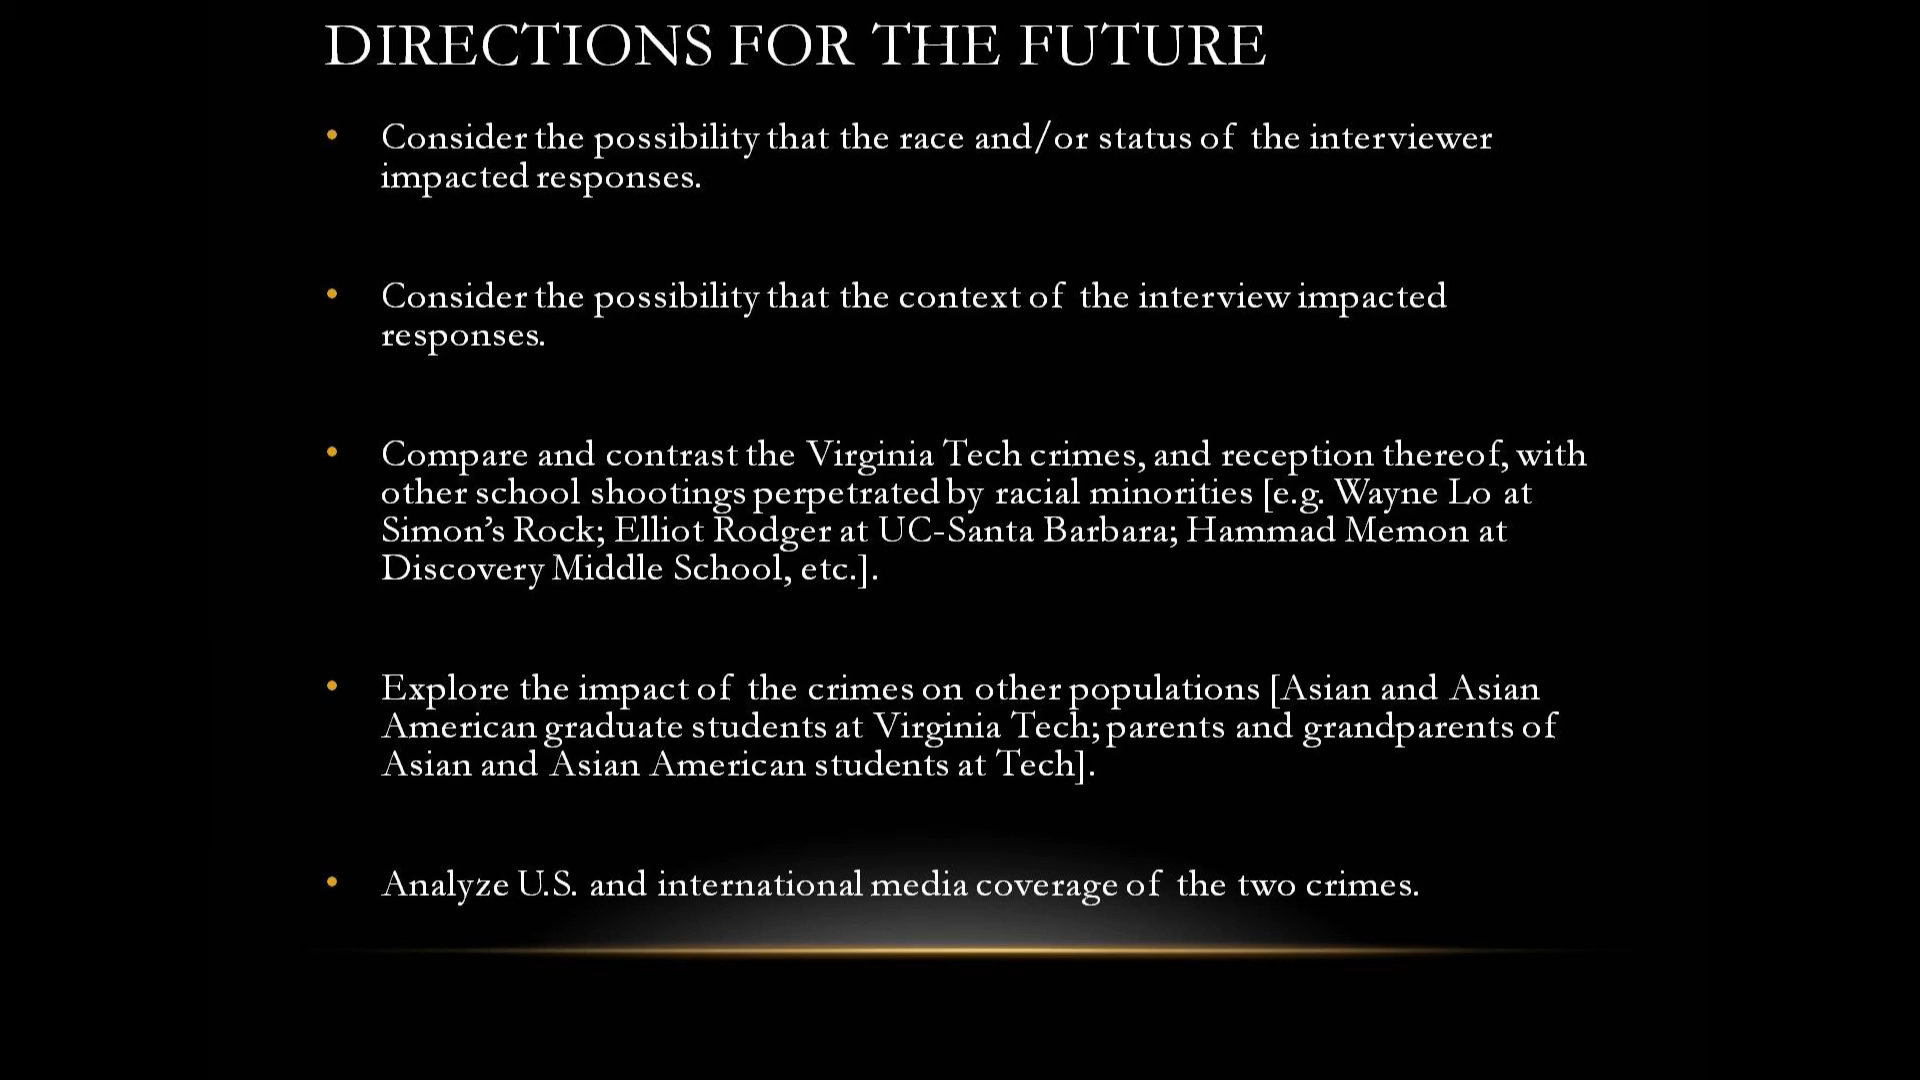 DIRECTIONS FOR THE FUTURE
• Consider the possibility that the race and/or status of the interviewer
impacted responses.
• Consider the possibility that the context of the interview impacted
responses.
• Compare and contrast the Virginia Tech crimes, and reception thereof, with
other school shootings perpetrated by racial minorities [e.g. Wayne Lo at
Simon’s Rock; Elliot Rodger at UC-Santa Barbara; Hammad Memon at
Discovery Middle School, etc.].
• Explore the impact of the crimes on other populations [Asian and Asian
American graduate students at Virginia Tech; parents and grandparents of
Asian and Asian American students at Tech].
• Analyze U.S. and international media coverage of the two crimes.